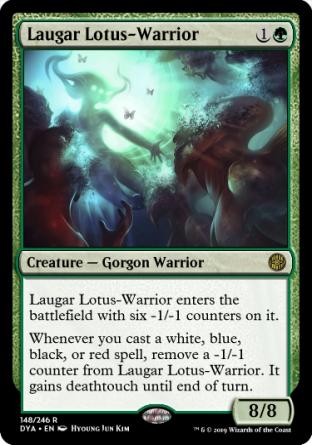 Laugar Lotus-Warrior 1
Creature — Gorgon Warrior
Laugar Lotus-Warrior enters the
battlefield with six -1/-1 counters on it.
Whenever you cast a white, blue,
black, or red spell, remove a -1/-1
counter from Laugar Lotus-Warrior. It
gains deathtouch until end of turn.
8/8
148/246 R
DYA • EN Hyoung Jun Kim
™ & © 2019 Wizards of the Coast